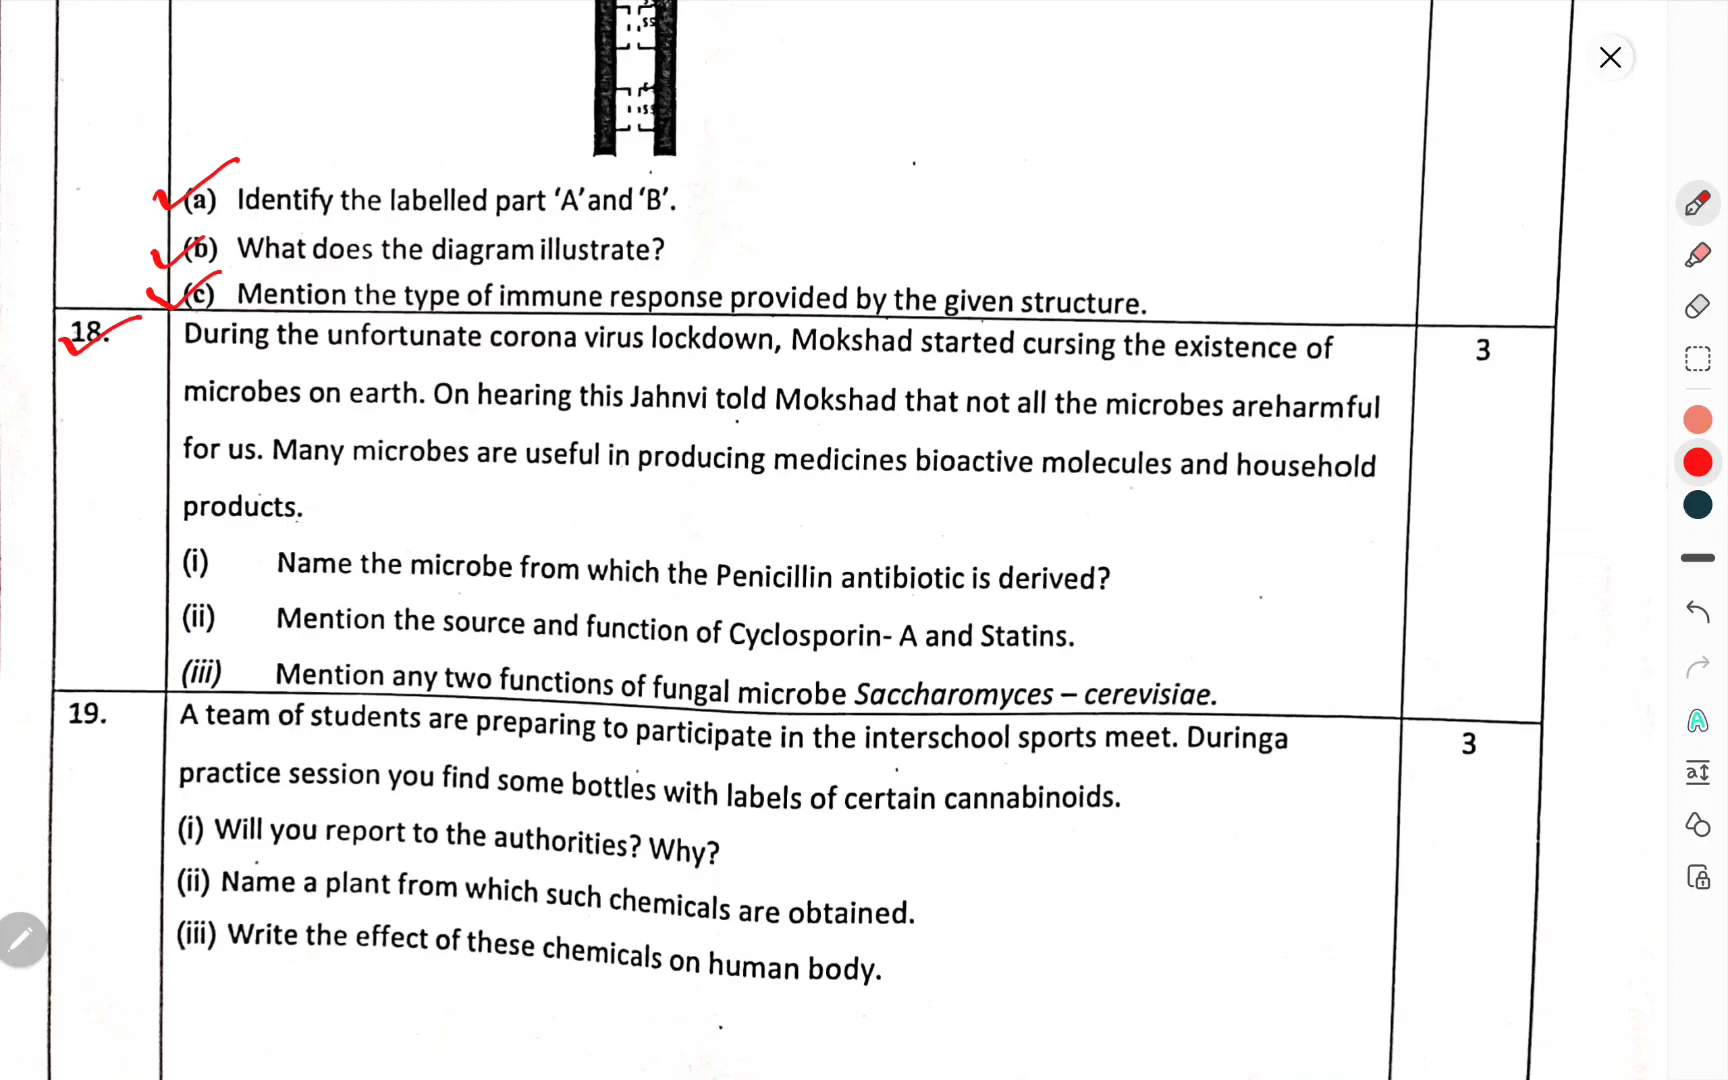 (a) Identify the labelled part ‘A’and ‘B’.
(b) What does the diagram illustrate?
(c) Mention the type of immune response provided by the given structure.
18. During the unfortunate corona virus lockdown, Mokshad started cursing the existence of 3
microbes on earth. On hearing this Jahnvi told Mokshad that not all the microbes areharmful
for us. Many microbes are useful in producing medicines bioactive molecules and household
products.
(i) Name the microbe from which the Penicillin antibiotic is derived?
(ii) Mention the source and function of Cyclosporin- A and Statins.
(iii) Mention any two functions of fungal microbe Saccharomyces – cerevisiae.
19. A team of students are preparing to participate in the interschool sports meet. Duringa 3
practice session you find some bottles with labels of certain cannabinoids.
(i) Will you report to the authorities? Why?
(ii) Name a plant from which such chemicals are obtained.
(iii) Write the effect of these chemicals on human body.